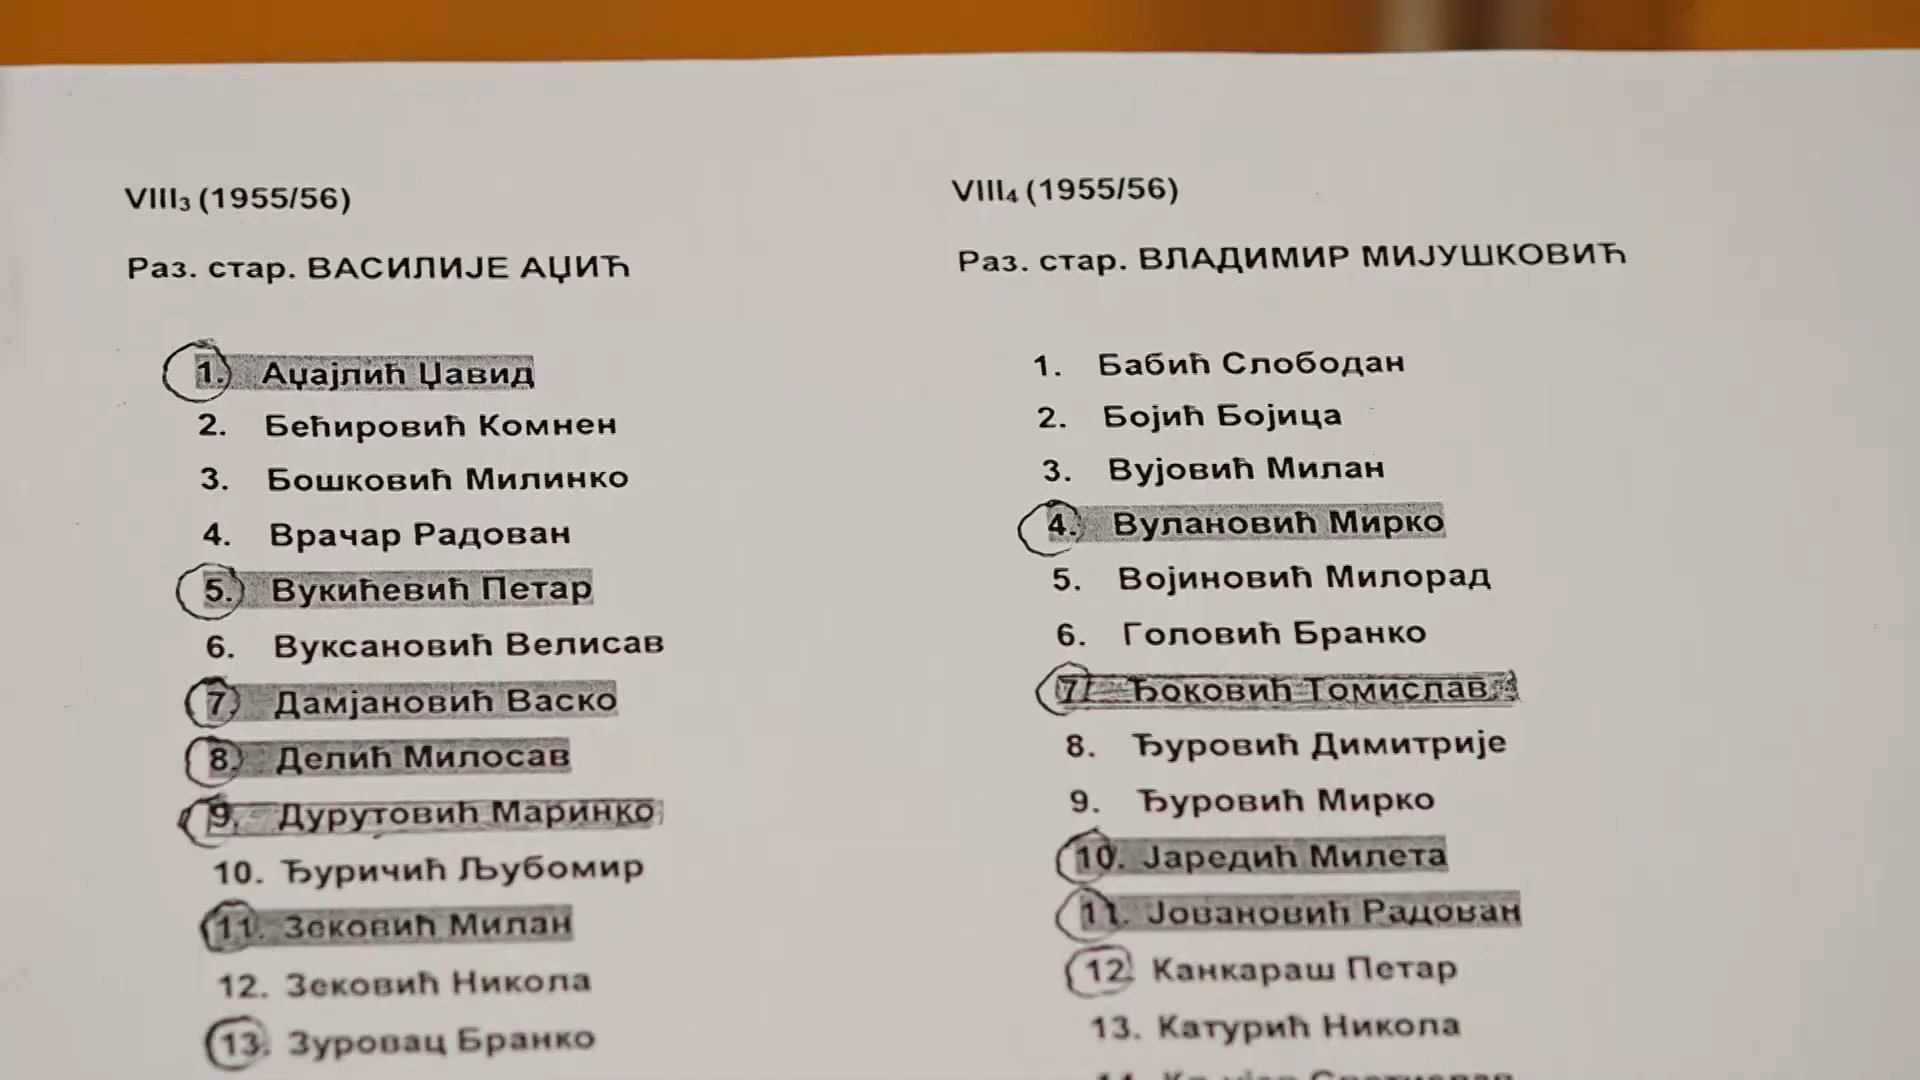 VIII₃ (1955/56)
Раз. стар. ВАСИЛИЈЕ АЏИЋ
1. Аџајлић Џавид
2. Бећировић Комнен
3. Бошковић Милинко
4. Врачар Радован
5. Вукићевић Петар
6. Вуксановић Велисав
7. Дамјановић Васко
8. Делић Милосав
9. Дурутовић Маринко
10. Ђуричић Љубомир
11. Зековић Милан
12. Зековић Никола
13. Зуровац Бранко
VIII₄ (1955/56)
Раз. стар. ВЛАДИМИР МИЈУШКОВИЋ
1. Бабић Слободан
2. Бојић Бојица
3. Вујовић Милан
4. Вулановић Мирко
5. Војиновић Милорад
6. Головић Бранко
7. Ђоковић Томислав
8. Ђуровић Димитрије
9. Ђуровић Мирко
10. Јаредић Милета
11. Јовановић Радован
12. Канкараш Петар
13. Катурић Никола